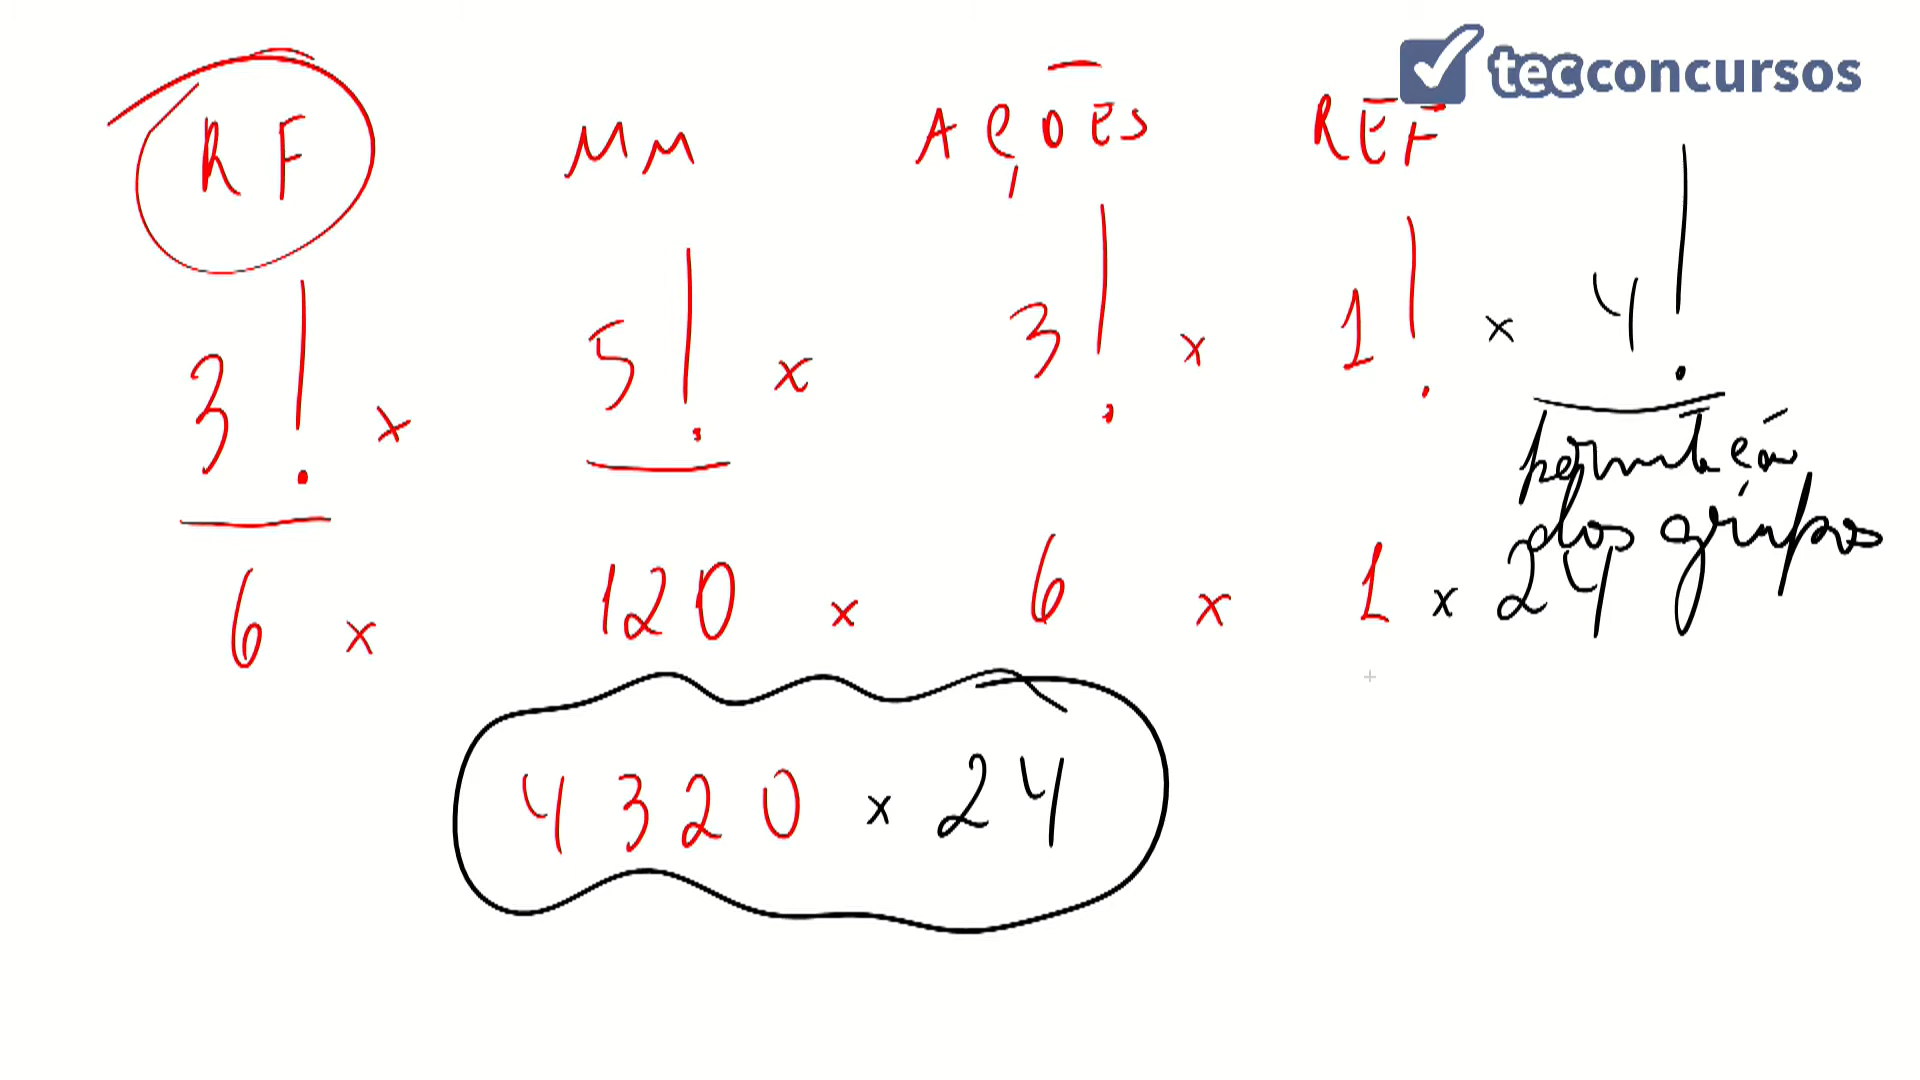 tecconcursos
RF MM AÇÕES REF
3! x 5! x 3! x 1! x 4!
permutação
dos grupos
6 x 120 x 6 x 1 x 24
4320 x 24